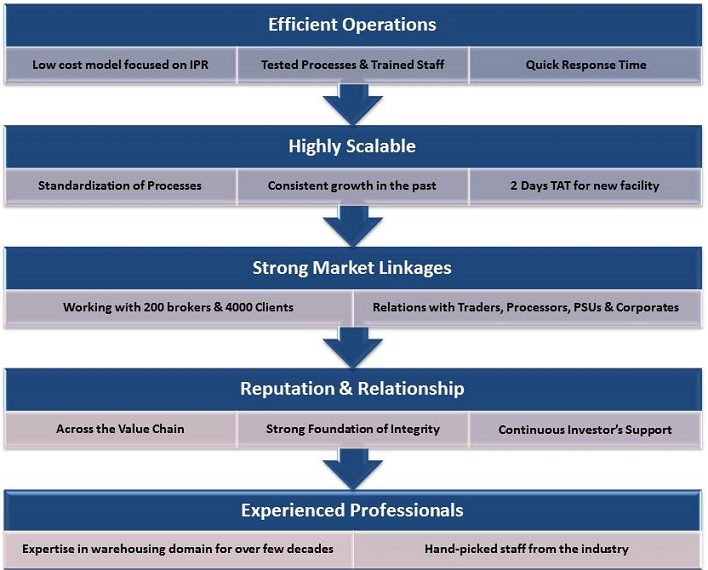 Efficient Operations
Low cost model focused on IPR
Tested Processes & Trained Staff
Quick Response Time
Highly Scalable
Standardization of Processes
Consistent growth in the past
2 Days TAT for new facility
Strong Market Linkages
Working with 200 brokers & 4000 Clients
Relations with Traders, Processors, PSUs & Corporates
Reputation & Relationship
Across the Value Chain
Strong Foundation of Integrity
Continuous Investor's Support
Experienced Professionals
Expertise in warehousing domain for over few decades
Hand-picked staff from the industry